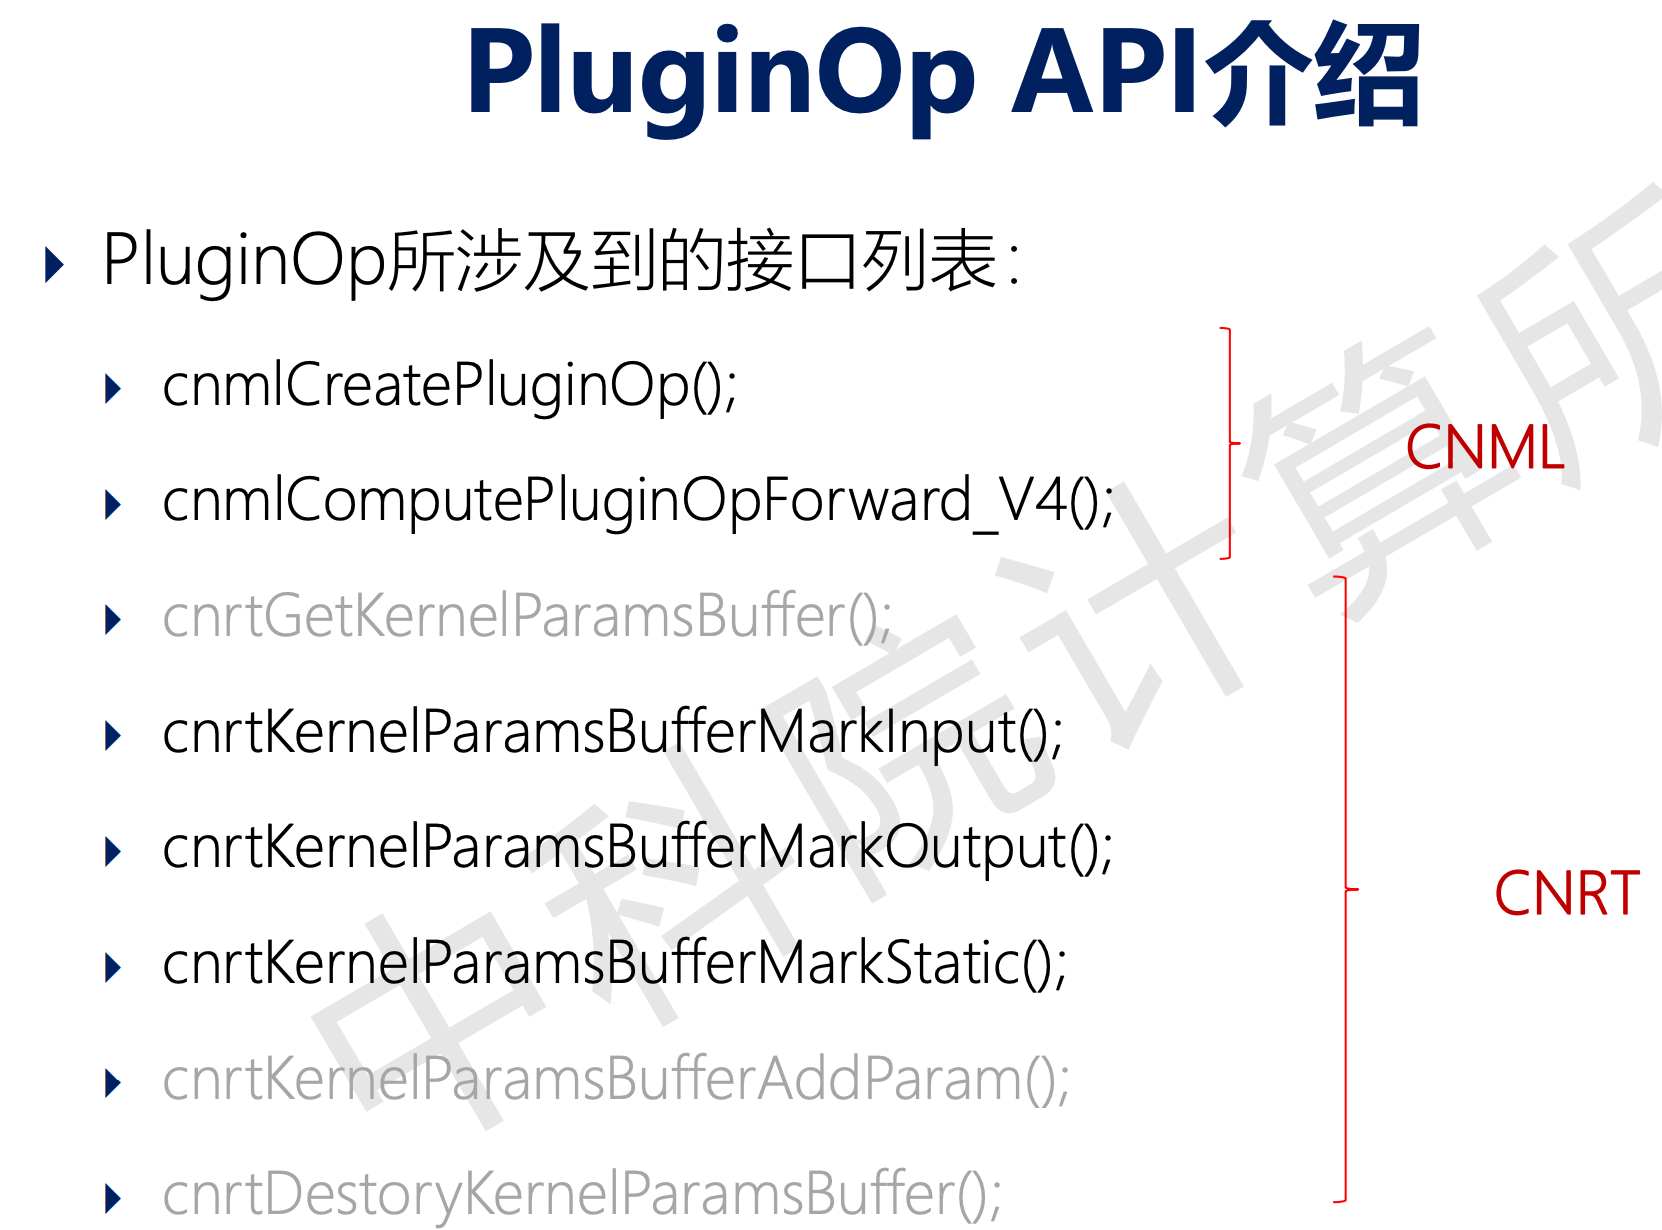 PluginOp API介绍
PluginOp所涉及到的接口列表：
cnmlCreatePluginOp();
cnmlComputePluginOpForward_V4();
CNML
cnrtGetKernelParamsBuffer();
cnrtKernelParamsBufferMarkInput();
cnrtKernelParamsBufferMarkOutput();
cnrtKernelParamsBufferMarkStatic();
cnrtKernelParamsBufferAddParam();
cnrtDestoryKernelParamsBuffer();
CNRT
中科院计算所